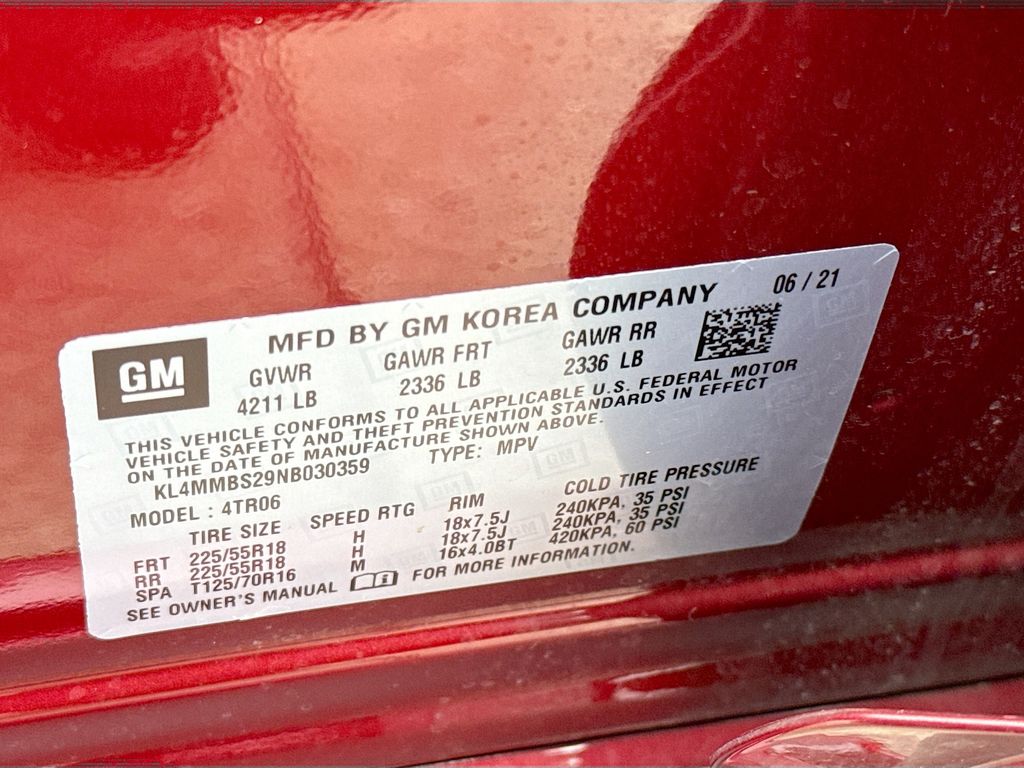 MFD BY GM KOREA COMPANY 06 / 21
GM
GVWR GAWR FRT GAWR RR
4211 LB 2336 LB 2336 LB
THIS VEHICLE CONFORMS TO ALL APPLICABLE U.S. FEDERAL MOTOR
VEHICLE SAFETY AND THEFT PREVENTION STANDARDS IN EFFECT
ON THE DATE OF MANUFACTURE SHOWN ABOVE.
KL4MMBS29NB030359 TYPE: MPV
MODEL : 4TR06
TIRE SIZE SPEED RTG RIM COLD TIRE PRESSURE
FRT 225/55R18 H 18x7.5J 240KPA, 35 PSI
RR 225/55R18 H 18x7.5J 240KPA, 35 PSI
SPA T125/70R16 M 16x4.0BT 420KPA, 60 PSI
SEE OWNER'S MANUAL FOR MORE INFORMATION.